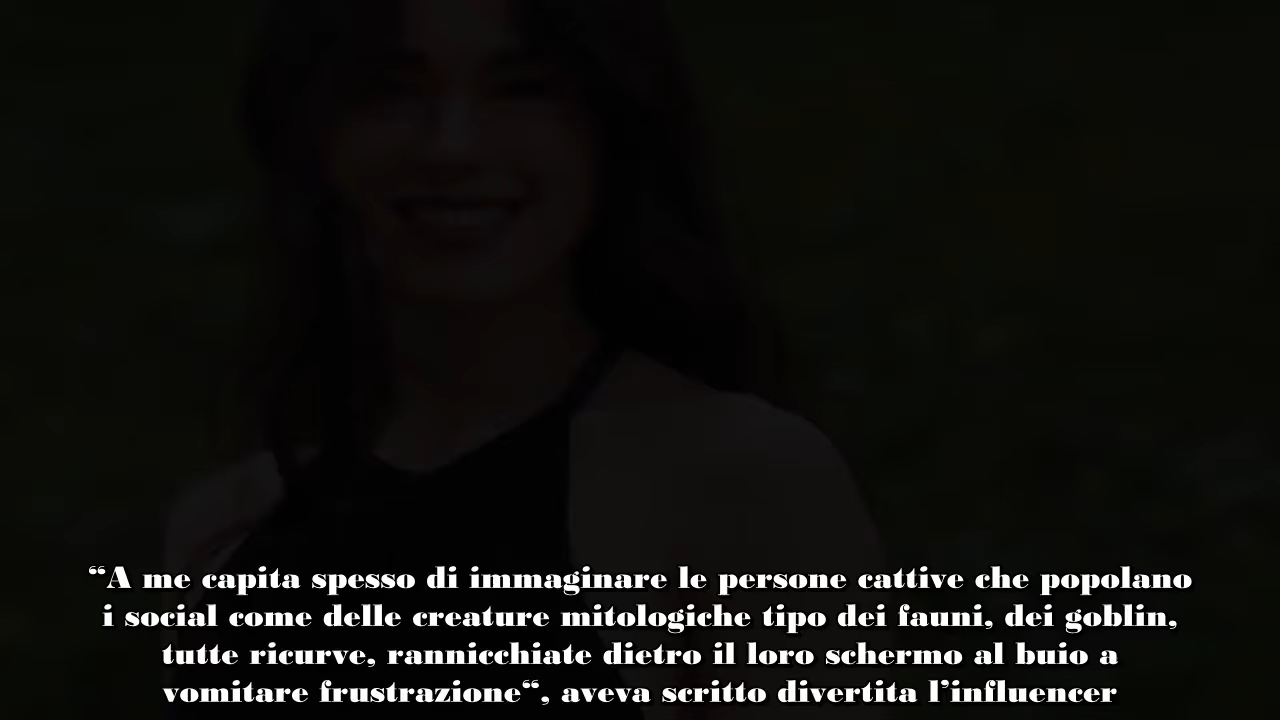 “A me capita spesso di immaginare le persone cattive che popolano
i social come delle creature mitologiche tipo dei fauni, dei goblin,
tutte ricurve, rannicchiate dietro il loro schermo al buio a
vomitare frustrazione“, aveva scritto divertita l’influencer